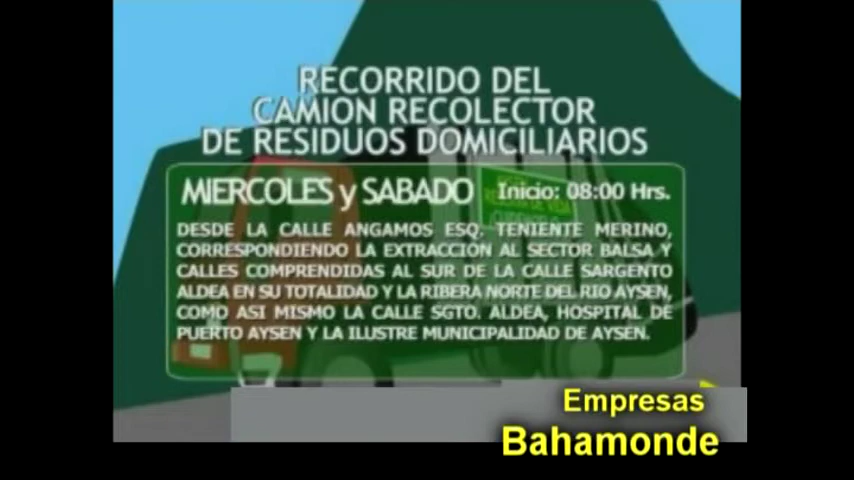 RECORRIDO DEL
CAMION RECOLECTOR
DE RESIDUOS DOMICILIARIOS
MIERCOLES y SABADO Inicio: 08:00 Hrs.
DESDE LA CALLE ANGAMOS ESQ. TENIENTE MERINO,
CORRESPONDIENDO LA EXTRACCIÓN AL SECTOR BALSA Y
CALLES COMPRENDIDAS AL SUR DE LA CALLE SARGENTO
ALDEA EN SU TOTALIDAD Y LA RIBERA NORTE DEL RIO AYSEN,
COMO ASI MISMO LA CALLE SGTO. ALDEA, HOSPITAL DE
PUERTO AYSEN Y LA ILUSTRE MUNICIPALIDAD DE AYSEN.
Empresas
Bahamonde